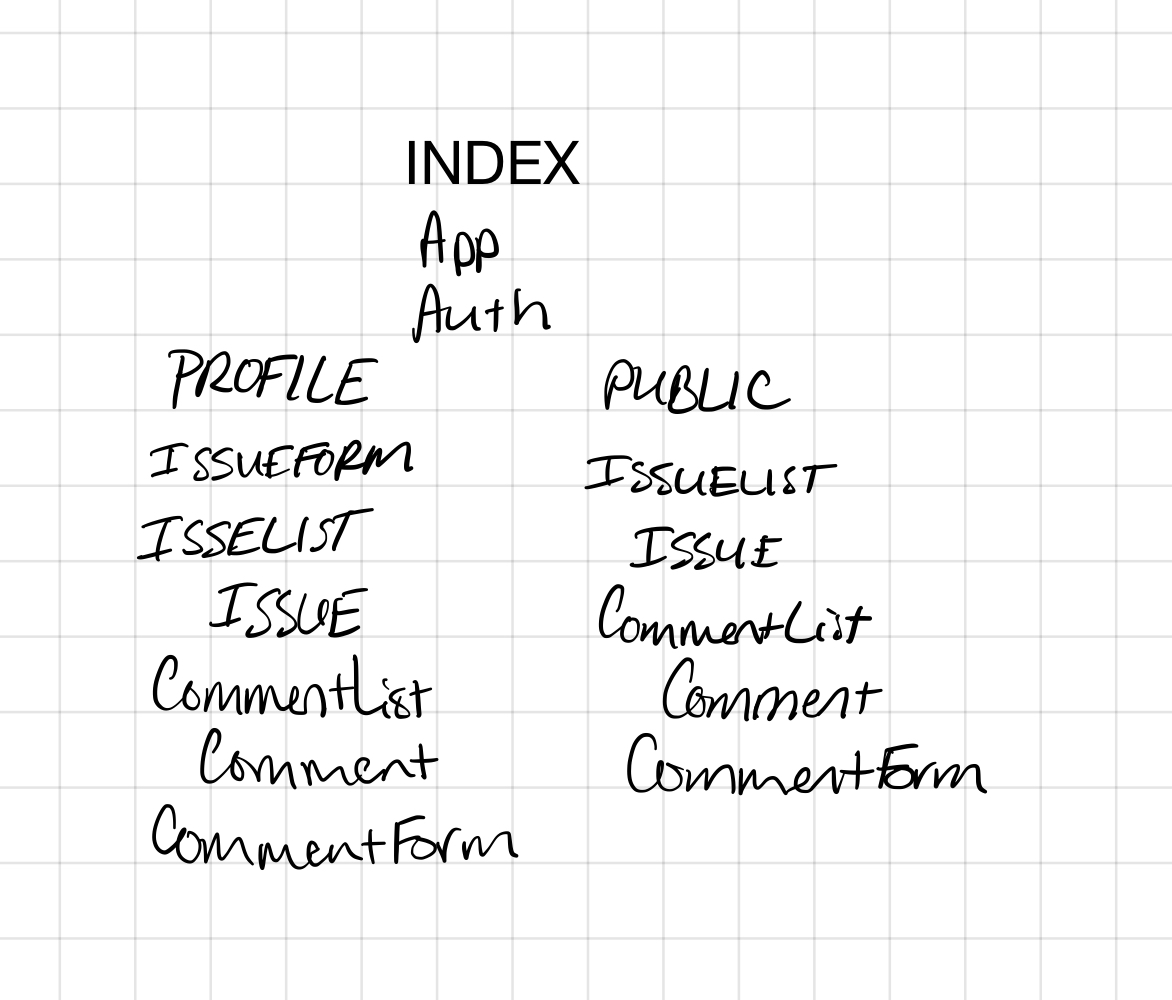 INDEX
App
Auth
PROFILE
ISSUEFORM
ISSELIST
ISSUE
CommentList
Comment
CommentForm
PUBLIC
ISSUELIST
ISSUE
CommentList
Comment
CommentForm